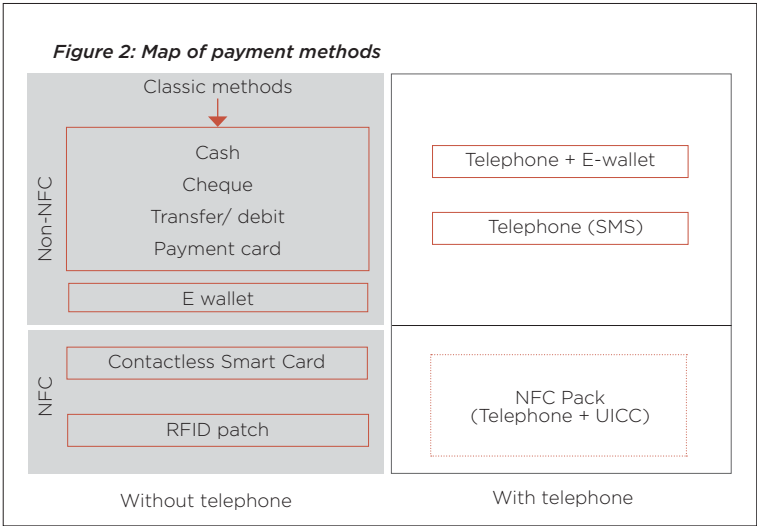 Figure 2: Map of payment methods
Classic methods
Non-NFC
Cash
Cheque
Transfer/ debit
Payment card
E wallet
Telephone + E-wallet
Telephone (SMS)
NFC
Contactless Smart Card
RFID patch
NFC Pack
(Telephone + UICC)
Without telephone
With telephone